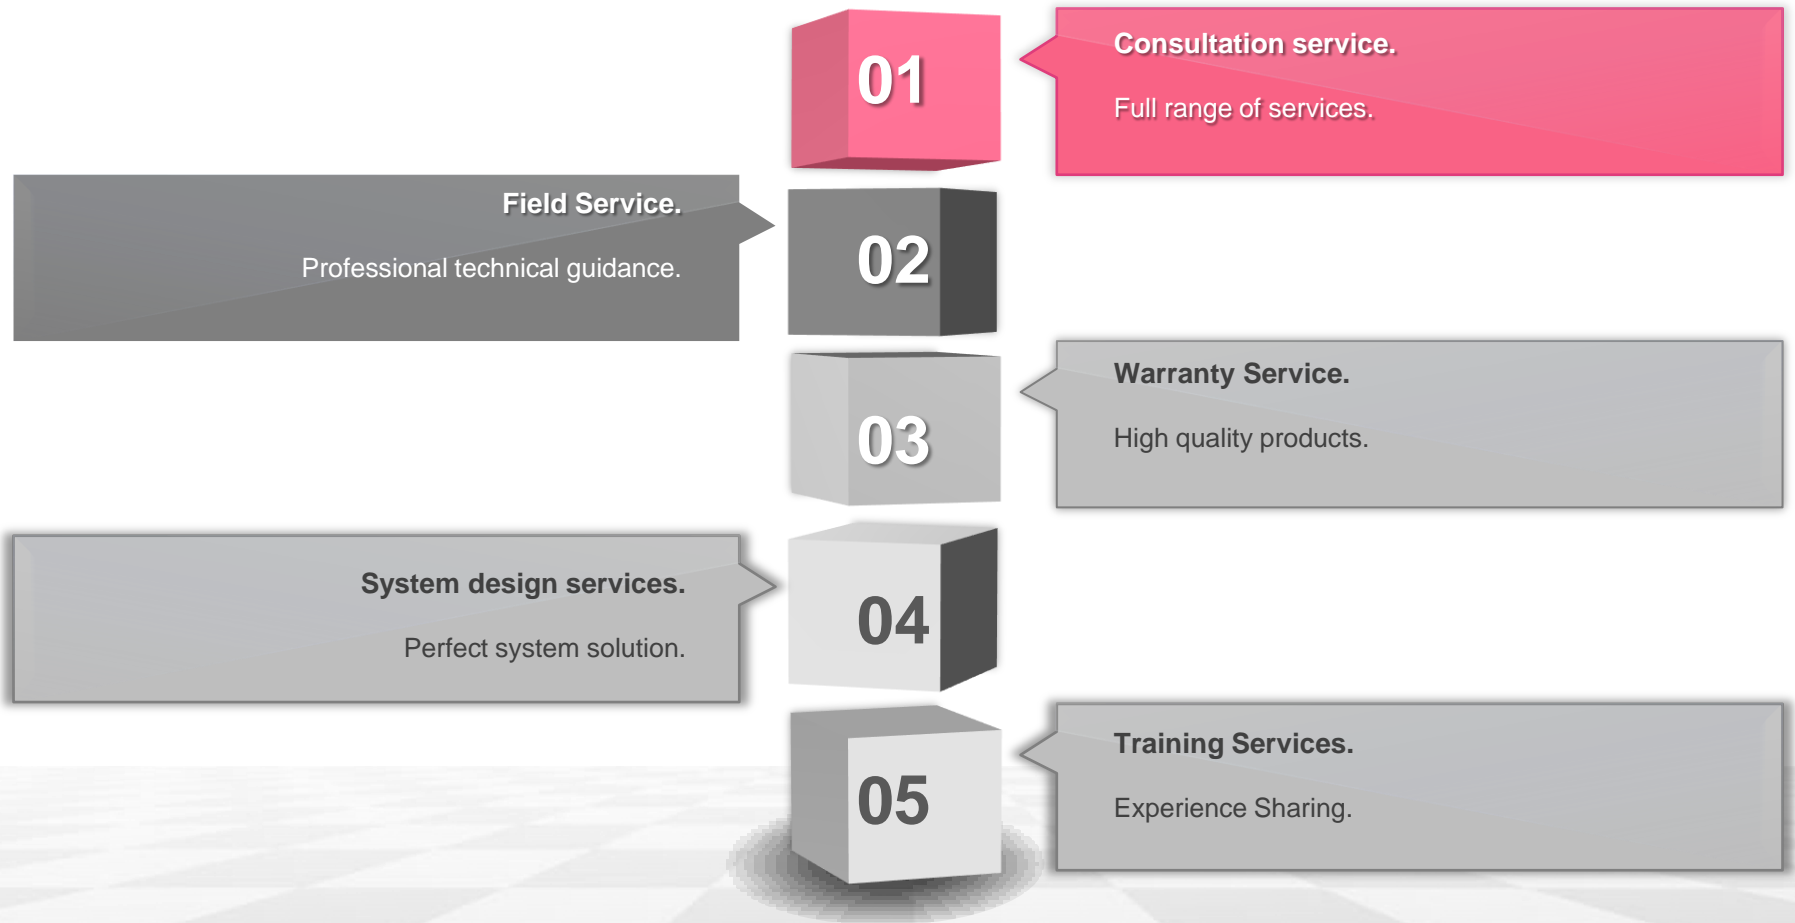 01
Consultation service.
Full range of services.
Field Service.
Professional technical guidance.
02
03
Warranty Service.
High quality products.
System design services.
Perfect system solution.
04
05
Training Services.
Experience Sharing.